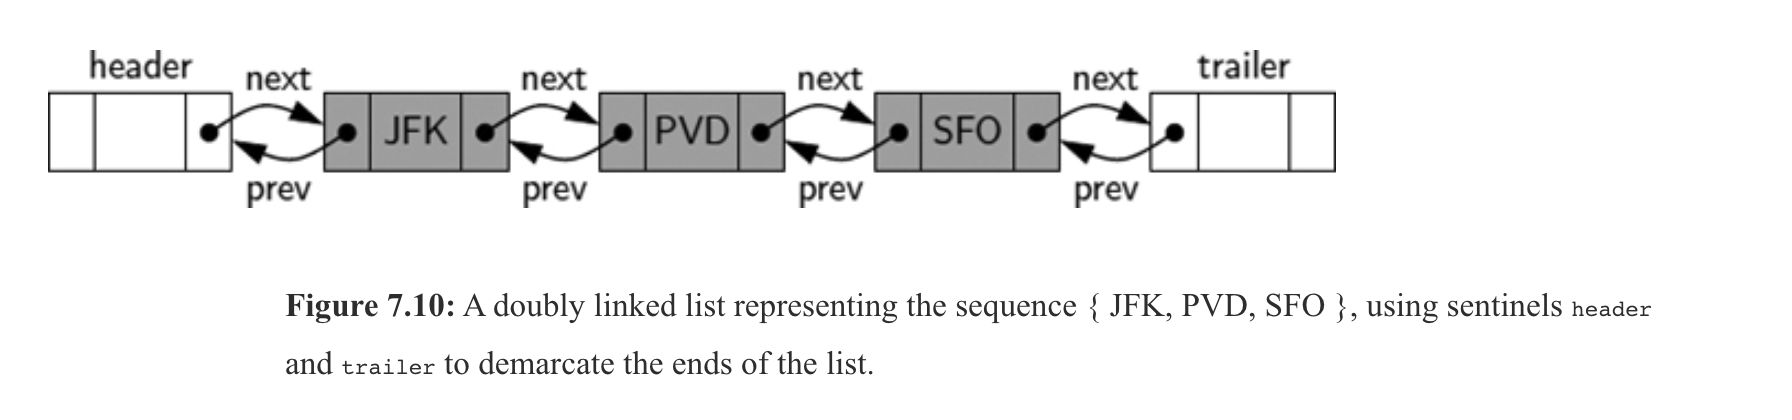 header next next next next trailer
JFK PVD SFO
prev prev prev prev
Figure 7.10: A doubly linked list representing the sequence { JFK, PVD, SFO }, using sentinels header
and trailer to demarcate the ends of the list.